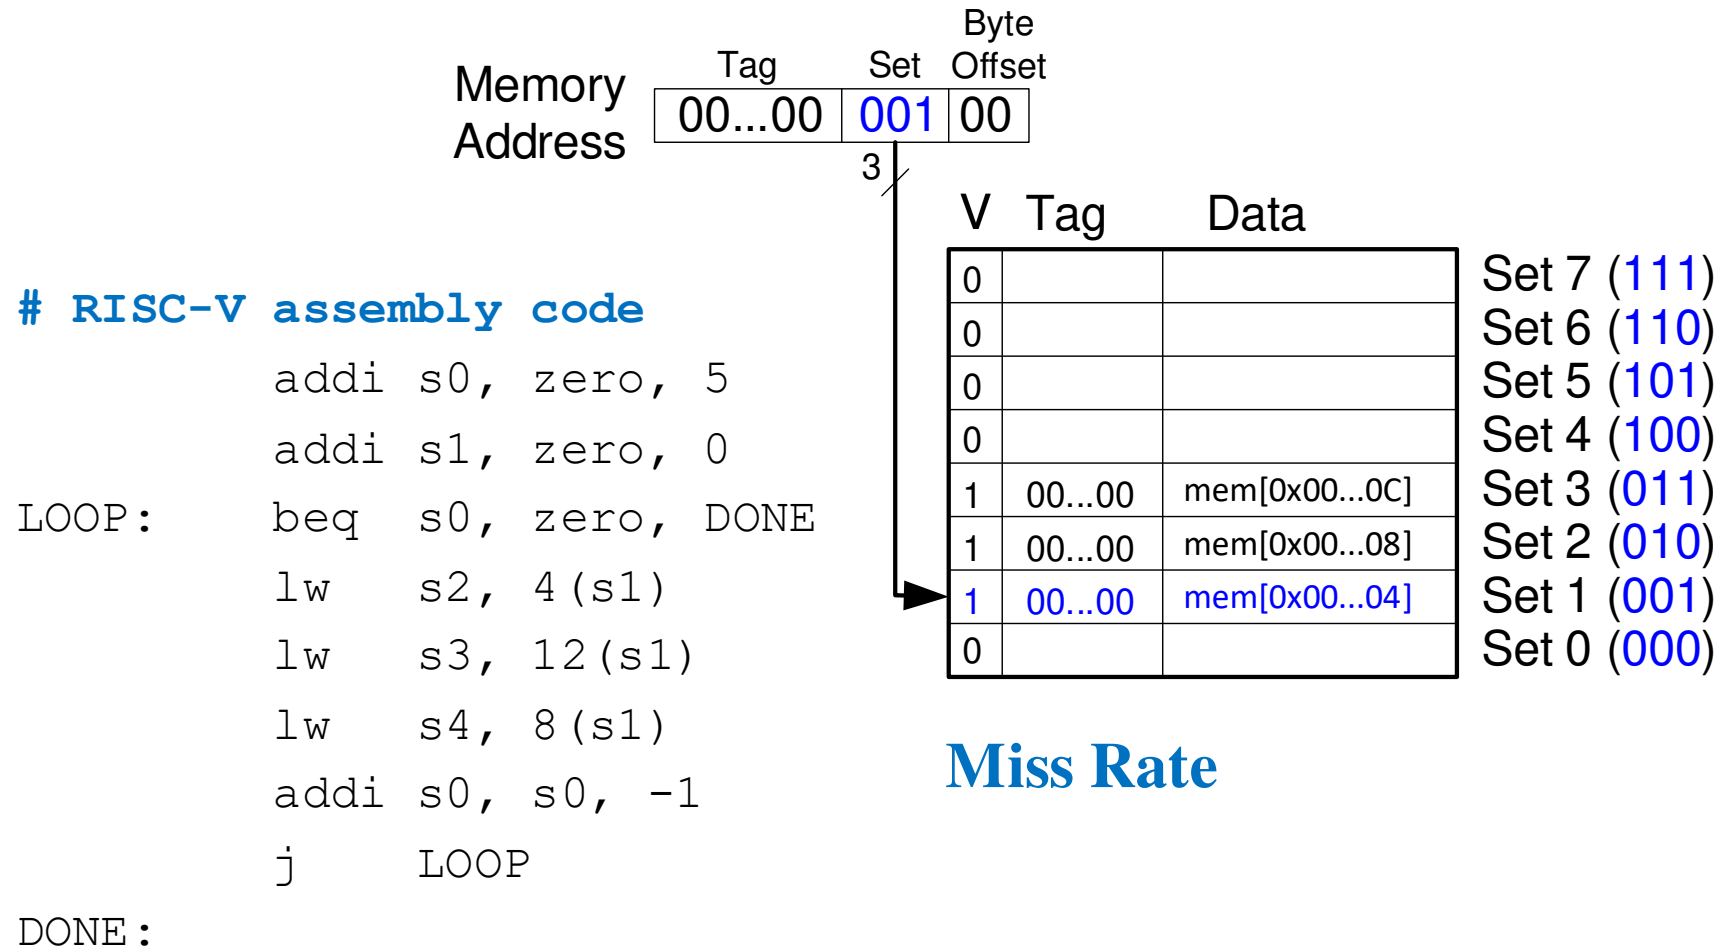 Byte
Tag Set Offset
Memory Address
00...00 001 00
3
V Tag Data
0 Set 7 (111)
0 Set 6 (110)
0 Set 5 (101)
0 Set 4 (100)
1 00...00 mem[0x00...0C] Set 3 (011)
1 00...00 mem[0x00...08] Set 2 (010)
1 00...00 mem[0x00...04] Set 1 (001)
0 Set 0 (000)
# RISC-V assembly code
addi s0, zero, 5
addi s1, zero, 0
LOOP: beq s0, zero, DONE
lw s2, 4(s1)
lw s3, 12(s1)
lw s4, 8(s1)
addi s0, s0, -1
j LOOP
DONE:
Miss Rate